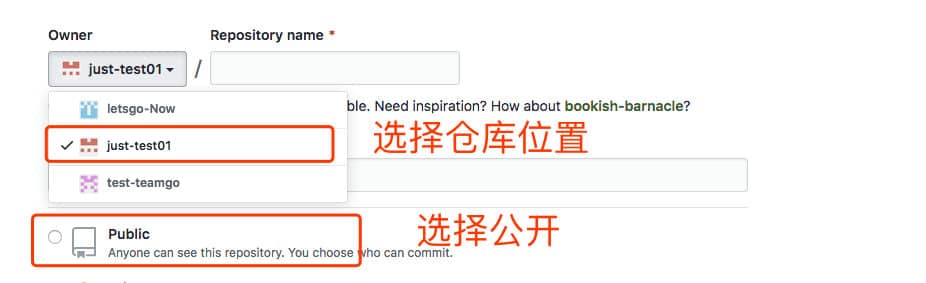 Owner
Repository name *
just-test01 /
letsgo-Now
ble. Need inspiration? How about bookish-barnacle?
just-test01
选择仓库位置
test-teamgo
Public
选择公开
Anyone can see this repository. You choose who can commit.